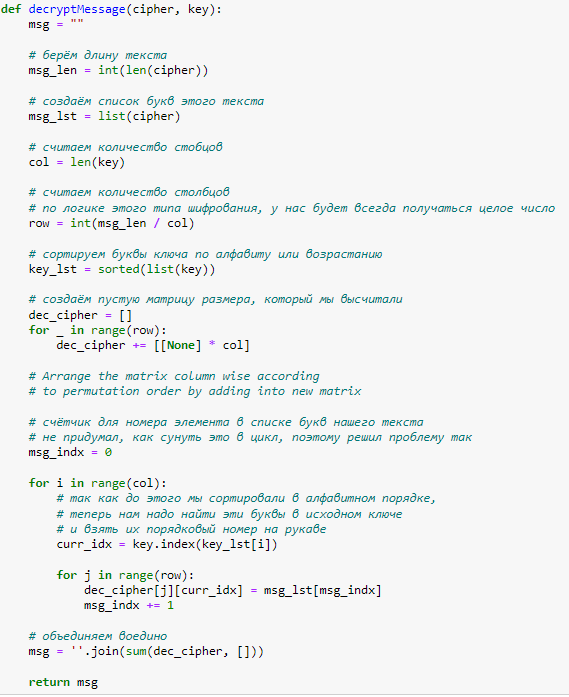 def decryptMessage(cipher, key):
    msg = ""

    # берём длину текста
    msg_len = int(len(cipher))

    # создаём список букв этого текста
    msg_lst = list(cipher)

    # считаем количество стобцов
    col = len(key)

    # считаем количество столбцов
    # по логике этого типа шифрования, у нас будет всегда получаться целое число
    row = int(msg_len / col)

    # сортируем буквы ключа по алфавиту или возрастанию
    key_lst = sorted(list(key))

    # создаём пустую матрицу размера, который мы высчитали
    dec_cipher = []
    for _ in range(row):
        dec_cipher += [[None] * col]

    # Arrange the matrix column wise according
    # to permutation order by adding into new matrix

    # счётчик для номера элемента в списке букв нашего текста
    # не придумал, как сунуть это в цикл, поэтому решил проблему так
    msg_indx = 0

    for i in range(col):
        # так как до этого мы сортировали в алфавитном порядке,
        # теперь нам надо найти эти буквы в исходном ключе
        # и взять их порядковый номер на рукаве
        curr_idx = key.index(key_lst[i])

        for j in range(row):
            dec_cipher[j][curr_idx] = msg_lst[msg_indx]
            msg_indx += 1

    # объединяем воедино
    msg = ''.join(sum(dec_cipher, []))

    return msg